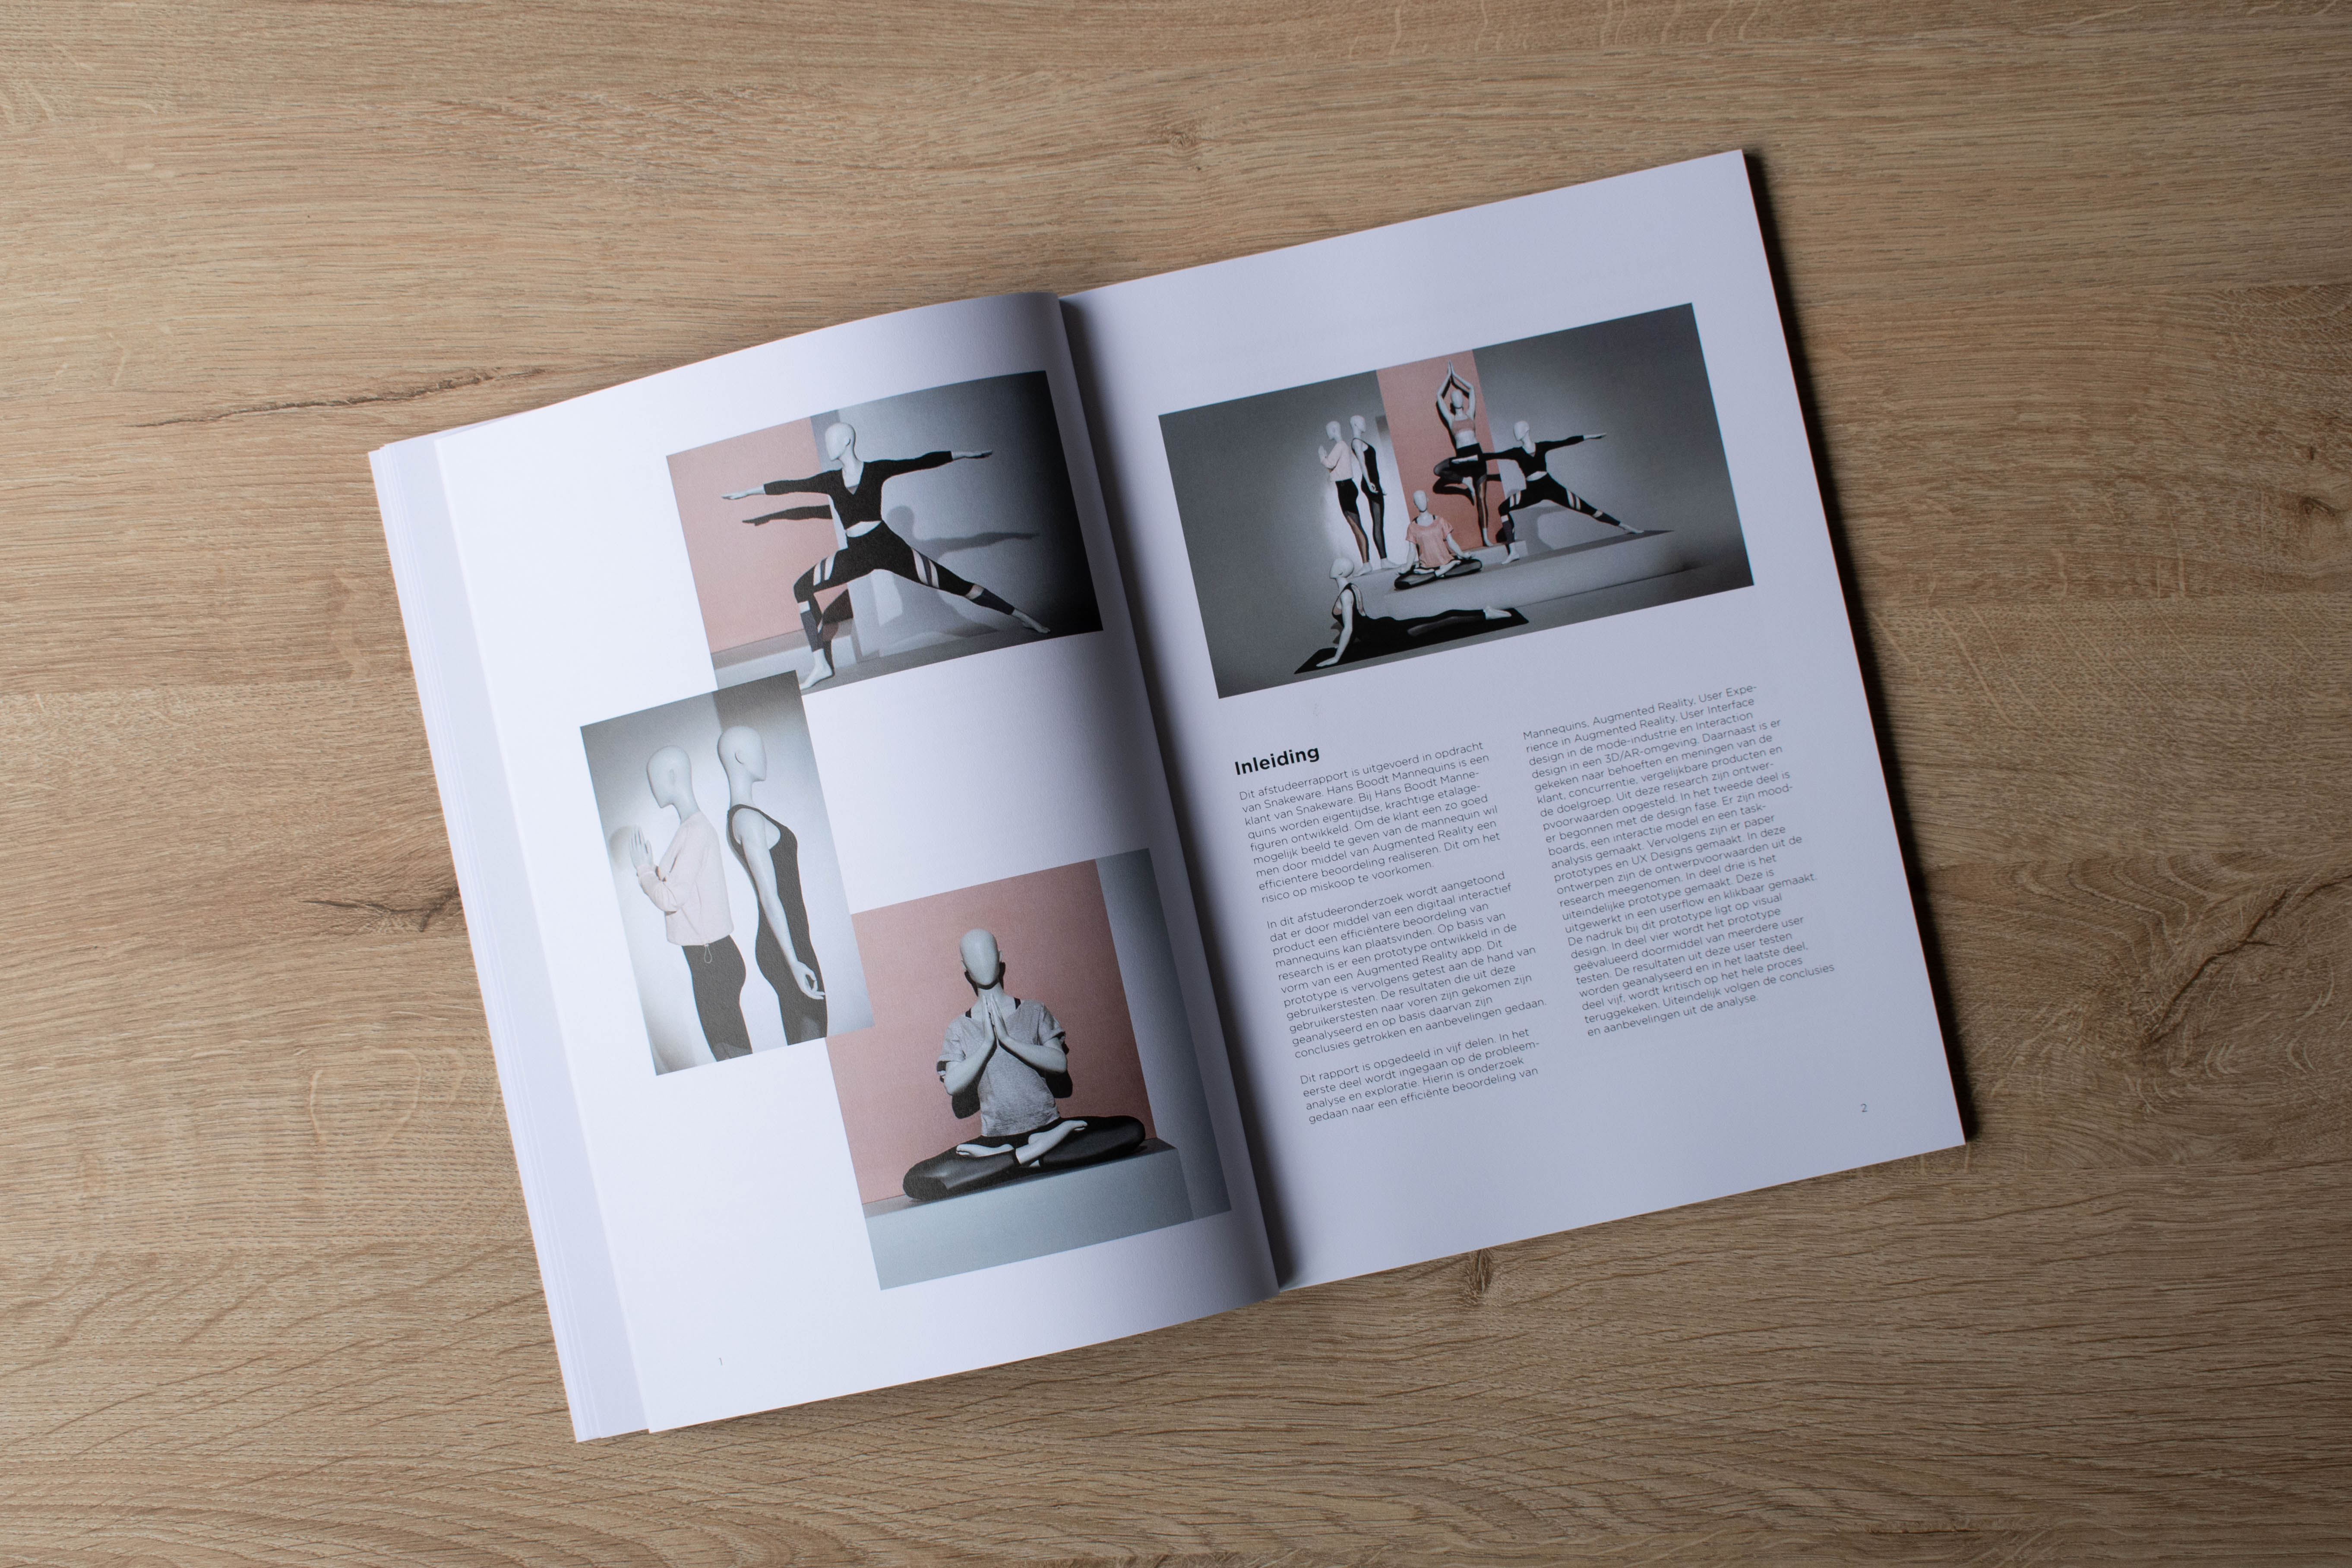 1
Inleiding
Dit afstudeerrapport is uitgevoerd in opdracht
van Snakeware. Hans Boodt Mannequins is een
klant van Snakeware. Bij Hans Boodt Manne-
quins worden eigentijdse, krachtige etalage-
figuren ontwikkeld. Om de klant een zo goed
mogelijk beeld te geven van de mannequin wil
men door middel van Augmented Reality een
efficientere beoordeling realiseren. Dit om het
risico op miskoop te voorkomen.
In dit afstudeeronderzoek wordt aangetoond
dat er door middel van een digitaal interactief
product een efficiëntere beoordeling van
mannequins kan plaatsvinden. Op basis van
research is er een prototype ontwikkeld in de
vorm van een Augmented Reality app. Dit
prototype is vervolgens getest aan de hand van
gebruikerstesten. De resultaten die uit deze
gebruikerstesten naar voren zijn gekomen zijn
geanalyseerd en op basis daarvan zijn
conclusies getrokken en aanbevelingen gedaan.
Dit rapport is opgedeeld in vijf delen. In het
eerste deel wordt ingegaan op de probleem-
analyse en exploratie. Hierin is onderzoek
gedaan naar een efficiënte beoordeling van
Mannequins, Augmented Reality, User Expe-
rience in Augmented Reality, User Interface
design in de mode-industrie en Interaction
design in een 3D/AR-omgeving. Daarnaast is er
gekeken naar behoeften en meningen van de
klant, concurrentie, vergelijkbare producten en
de doelgroep. Uit deze research zijn ontwer-
pvoorwaarden opgesteld. In het tweede deel is
er begonnen met de design fase. Er zijn mood-
boards, een interactie model en een task-
analysis gemaakt. Vervolgens zijn er paper
prototypes en UX Designs gemaakt. In deze
ontwerpen zijn de ontwerpvoorwaarden uit de
research meegenomen. In deel drie is het
uiteindelijke prototype gemaakt. Deze is
uitgewerkt in een userflow en klikbaar gemaakt.
De nadruk bij dit prototype ligt op visual
design. In deel vier wordt het prototype
geëvalueerd doormiddel van meerdere user
testen. De resultaten uit deze user testen
worden geanalyseerd en in het laatste deel,
deel vijf, wordt kritisch op het hele proces
teruggekeken. Uiteindelijk volgen de conclusies
en aanbevelingen uit de analyse.
2